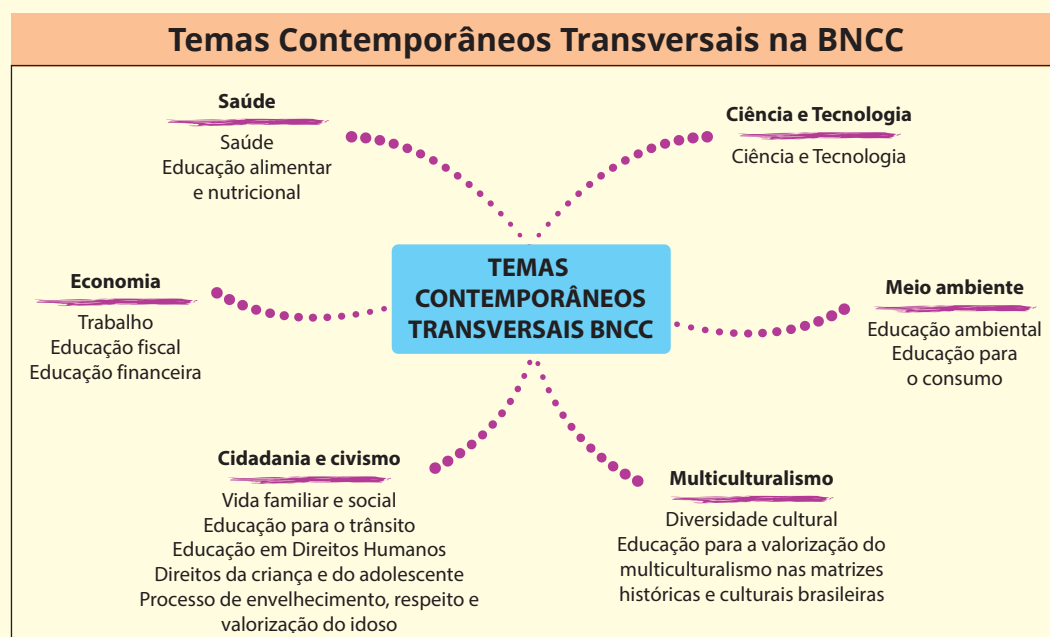 Temas Contemporâneos Transversais na BNCC
Saúde
Saúde
Educação alimentar
e nutricional
Ciência e Tecnologia
Ciência e Tecnologia
Economia
Trabalho
Educação fiscal
Educação financeira
TEMAS
CONTEMPORÂNEOS
TRANSVERSAIS BNCC
Meio ambiente
Educação ambiental
Educação para
o consumo
Cidadania e civismo
Vida familiar e social
Educação para o trânsito
Educação em Direitos Humanos
Direitos da criança e do adolescente
Processo de envelhecimento, respeito e
valorização do idoso
Multiculturalismo
Diversidade cultural
Educação para a valorização do
multiculturalismo nas matrizes
históricas e culturais brasileiras